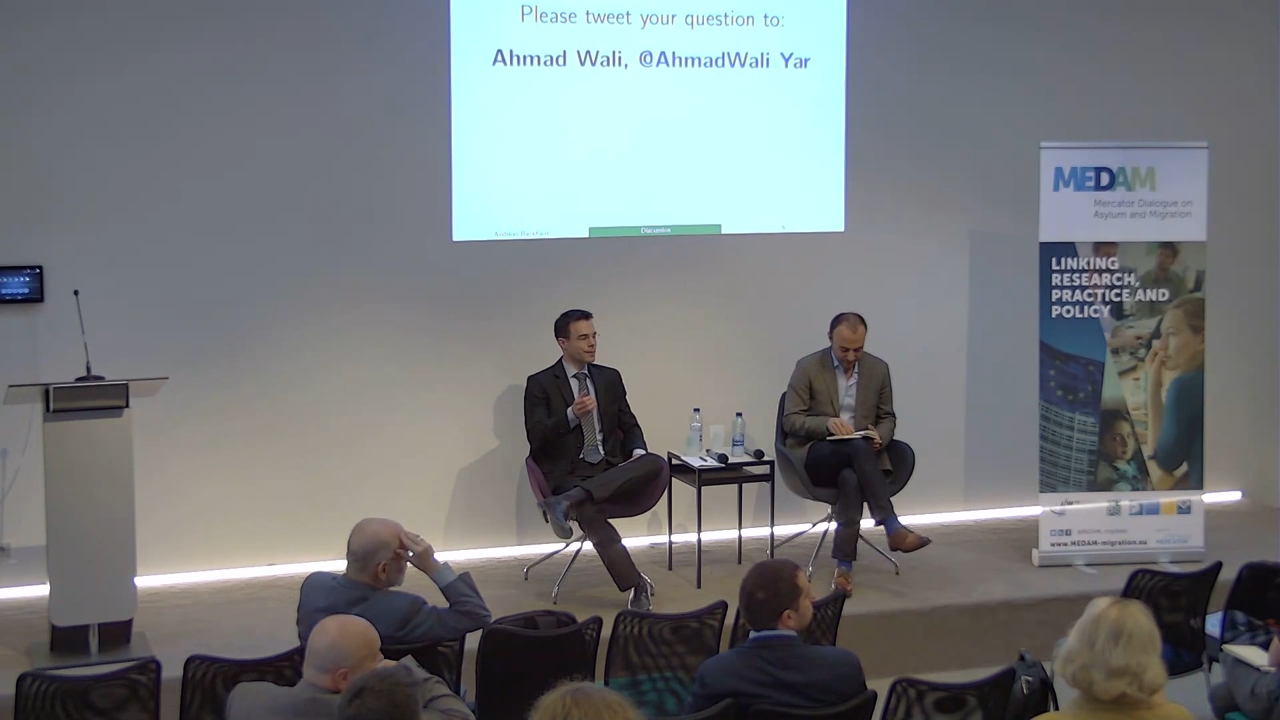 Please tweet your question to:
Ahmad Wali, @AhmadWali Yar
Discussion
MEDAM
Mercator Dialogue on
Asylum and Migration
LINKING
RESEARCH,
PRACTICE AND
POLICY
www.MEDAM-migration.eu